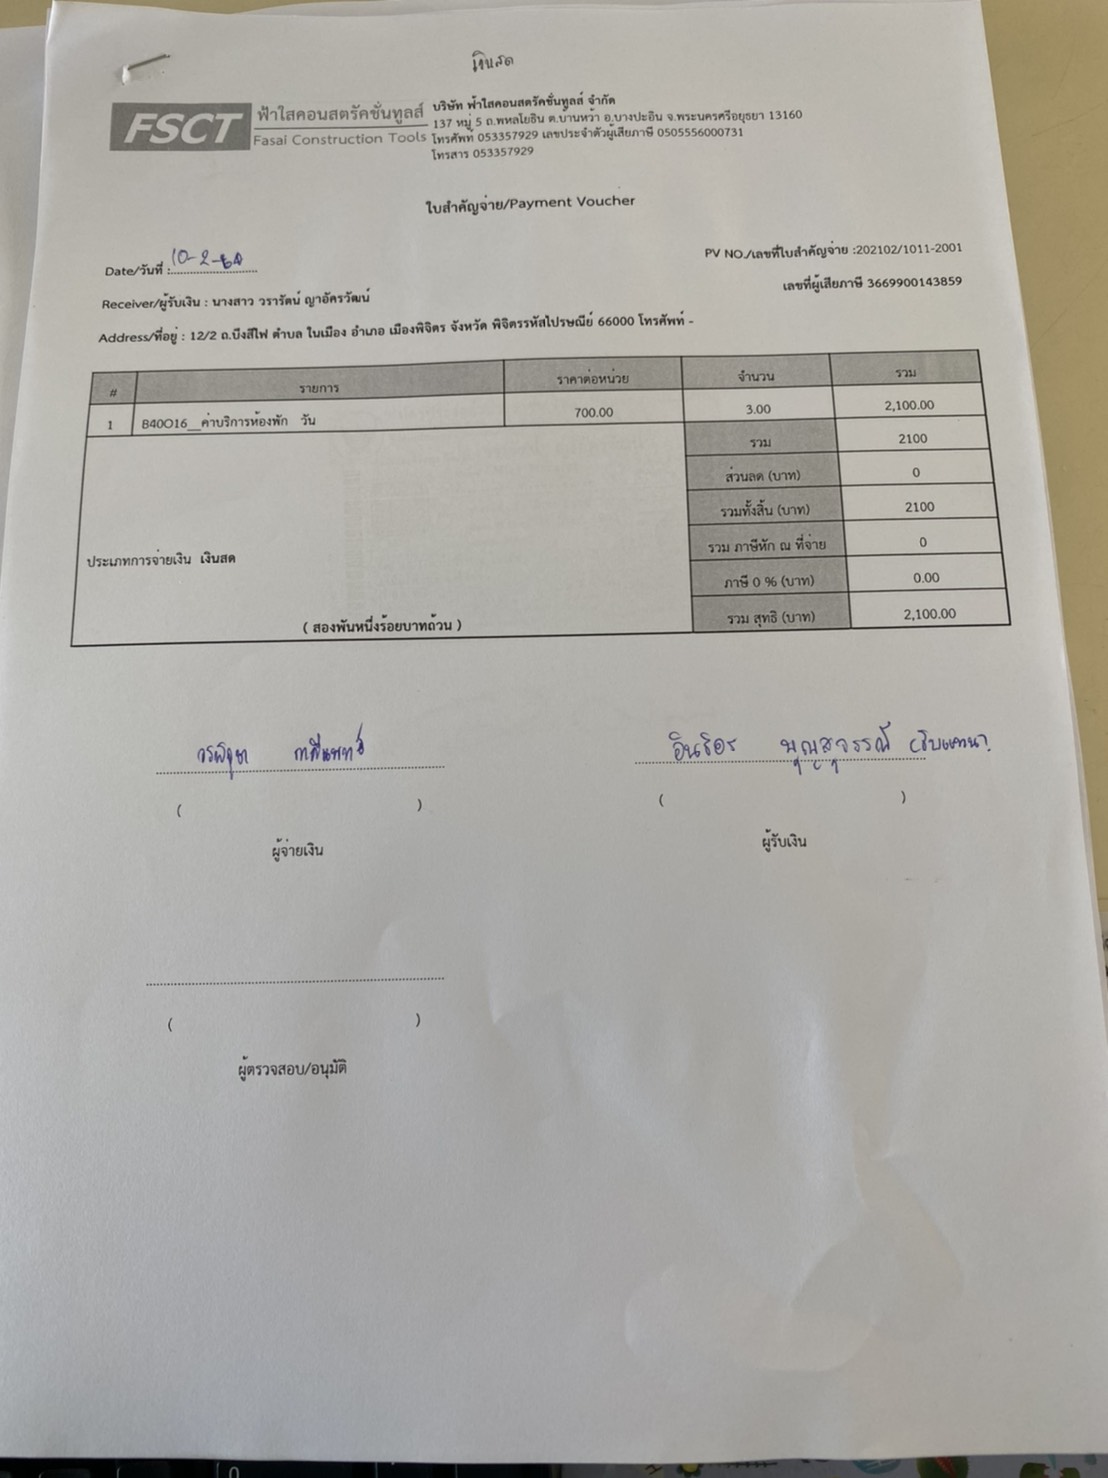 เงินสด
FSCT ฟ้าใสคอนสตรัคชั่นทูลส์
Fasai Construction Tools
บริษัท ฟ้าใสคอนสตรัคชั่นทูลส์ จำกัด
137 หมู่ 5 ถ.พหลโยธิน ต.บ้านหว้า อ.บางปะอิน จ.พระนครศรีอยุธยา 13160
โทรศัพท์ 053357929 เลขประจำตัวผู้เสียภาษี 0505556000731
โทรสาร 053357929
ใบสำคัญจ่าย/Payment Voucher
PV NO./เลขที่ใบสำคัญจ่าย :202102/1011-2001
Date/วันที่ : 10-2-64
เลขที่ผู้เสียภาษี 3669900143859
Receiver/ผู้รับเงิน : นางสาว วรารัตน์ ญาอัครวัฒน์
Address/ที่อยู่ : 12/2 ถ.บึงสีไฟ ตำบล ในเมือง อำเภอ เมืองพิจิตร จังหวัด พิจิตรรหัสไปรษณีย์ 66000 โทรศัพท์ -
# รายการ ราคาต่อหน่วย จำนวน รวม
1 B40O16__ค่าบริการห้องพัก วัน 700.00 3.00 2,100.00
รวม 2100
ส่วนลด (บาท) 0
รวมทั้งสิ้น (บาท) 2100
รวม ภาษีหัก ณ ที่จ่าย 0
ประเภทการจ่ายเงิน เงินสด
ภาษี 0 % (บาท) 0.00
( สองพันหนึ่งร้อยบาทถ้วน )
รวม สุทธิ (บาท) 2,100.00
อินธิอร บุญสุวรรณ์ (รับแทน)
( ) ( )
ผู้จ่ายเงิน ผู้รับเงิน
( )
ผู้ตรวจสอบ/อนุมัติ